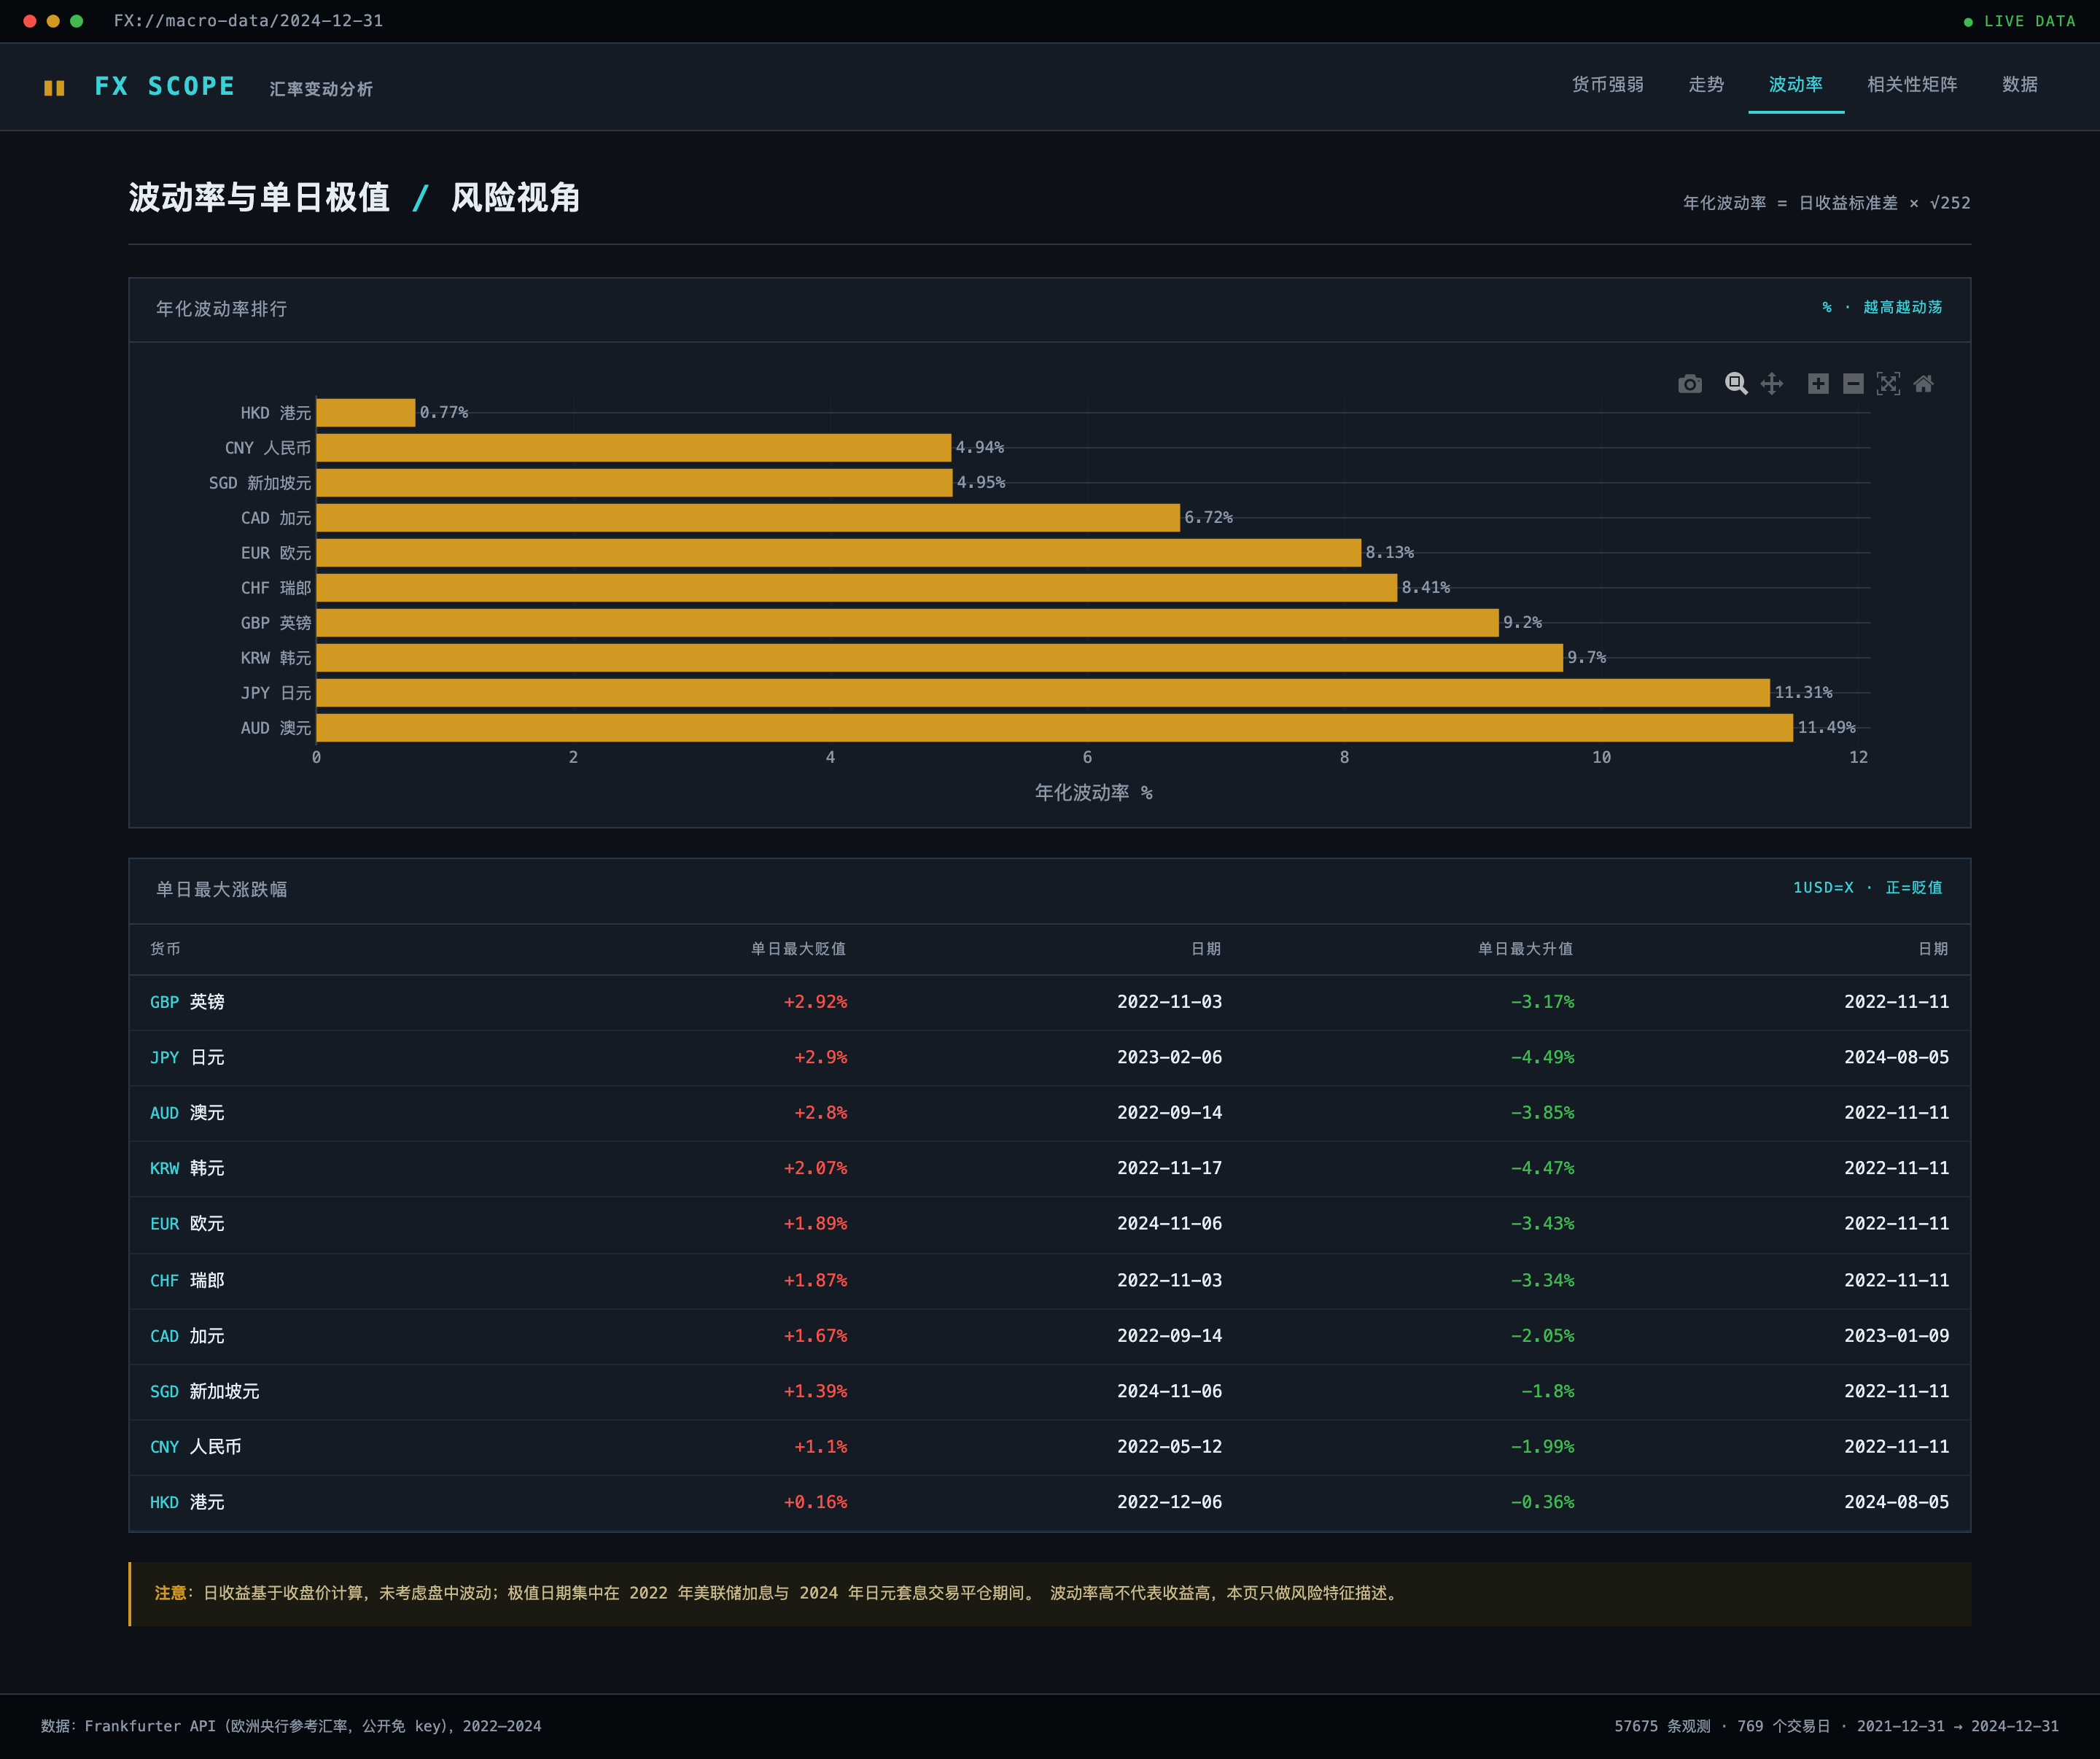 FX://macro-data/2024-12-31
● LIVE DATA
FX SCOPE 汇率变动分析
货币强弱 走势 波动率 相关性矩阵 数据
波动率与单日极值 / 风险视角
年化波动率 = 日收益标准差 × √252
年化波动率排行
% · 越高越动荡
HKD 港元 0.77%
CNY 人民币 4.94%
SGD 新加坡元 4.95%
CAD 加元 6.72%
EUR 欧元 8.13%
CHF 瑞郎 8.41%
GBP 英镑 9.2%
KRW 韩元 9.7%
JPY 日元 11.31%
AUD 澳元 11.49%
0 2 4 6 8 10 12
年化波动率 %
单日最大涨跌幅
1USD=X · 正=贬值
货币 单日最大贬值 日期 单日最大升值 日期
GBP 英镑 +2.92% 2022-11-03 -3.17% 2022-11-11
JPY 日元 +2.9% 2023-02-06 -4.49% 2024-08-05
AUD 澳元 +2.8% 2022-09-14 -3.85% 2022-11-11
KRW 韩元 +2.07% 2022-11-17 -4.47% 2022-11-11
EUR 欧元 +1.89% 2024-11-06 -3.43% 2022-11-11
CHF 瑞郎 +1.87% 2022-11-03 -3.34% 2022-11-11
CAD 加元 +1.67% 2022-09-14 -2.05% 2023-01-09
SGD 新加坡元 +1.39% 2024-11-06 -1.8% 2022-11-11
CNY 人民币 +1.1% 2022-05-12 -1.99% 2022-11-11
HKD 港元 +0.16% 2022-12-06 -0.36% 2024-08-05
注意：日收益基于收盘价计算，未考虑盘中波动；极值日期集中在 2022 年美联储加息与 2024 年日元套息交易平仓期间。 波动率高不代表收益高，本页只做风险特征描述。
数据：Frankfurter API（欧洲央行参考汇率，公开免 key），2022–2024
57675 条观测 · 769 个交易日 · 2021-12-31 → 2024-12-31